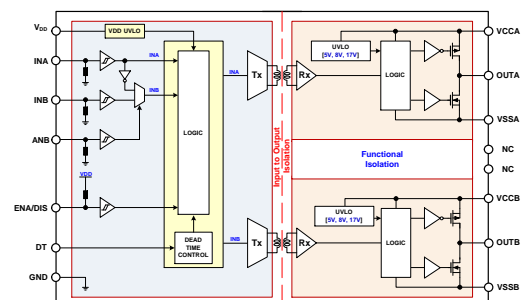 VDD
VDD UVLO
INA
INA
INB
INB
ANB
VDD
ENA/DIS
DT
GND
LOGIC
DEAD
TIME
CONTROL
INA
INB
Tx
Tx
Input to Output
Isolation
Rx
UVLO
[5V, 8V, 17V]
LOGIC
VCCA
OUTA
VSSA
Functional
Isolation
NC
NC
Rx
UVLO
[5V, 8V, 17V]
LOGIC
VCCB
OUTB
VSSB